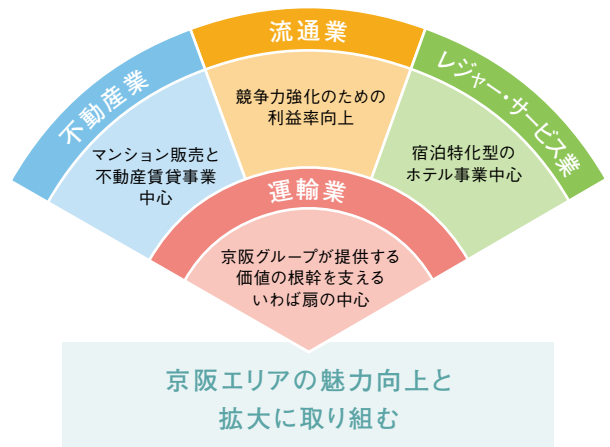 流通業
不動産業
レジャー・サービス業
競争力強化のための
利益率向上
マンション販売と
不動産賃貸事業
中心
宿泊特化型の
ホテル事業中心
運輸業
京阪グループが提供する
価値の根幹を支える
いわば扇の中心
京阪エリアの魅力向上と
拡大に取り組む